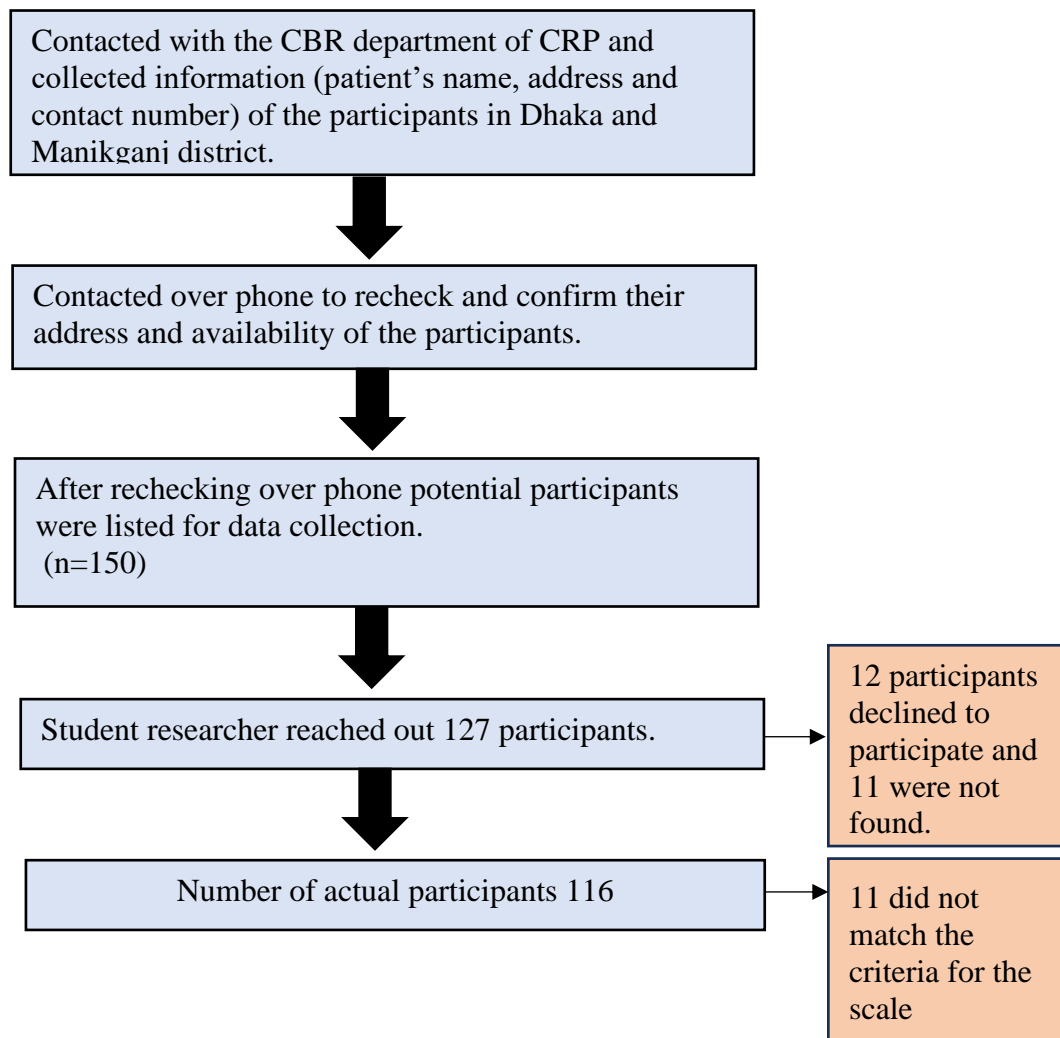 Contacted with the CBR department of CRP and
collected information (patient’s name, address and
contact number) of the participants in Dhaka and
Manikganj district.
Contacted over phone to recheck and confirm their
address and availability of the participants.
After rechecking over phone potential participants
were listed for data collection.
(n=150)
Student researcher reached out 127 participants.
12 participants
declined to
participate and
11 were not
found.
Number of actual participants 116
11 did not
match the
criteria for the
scale